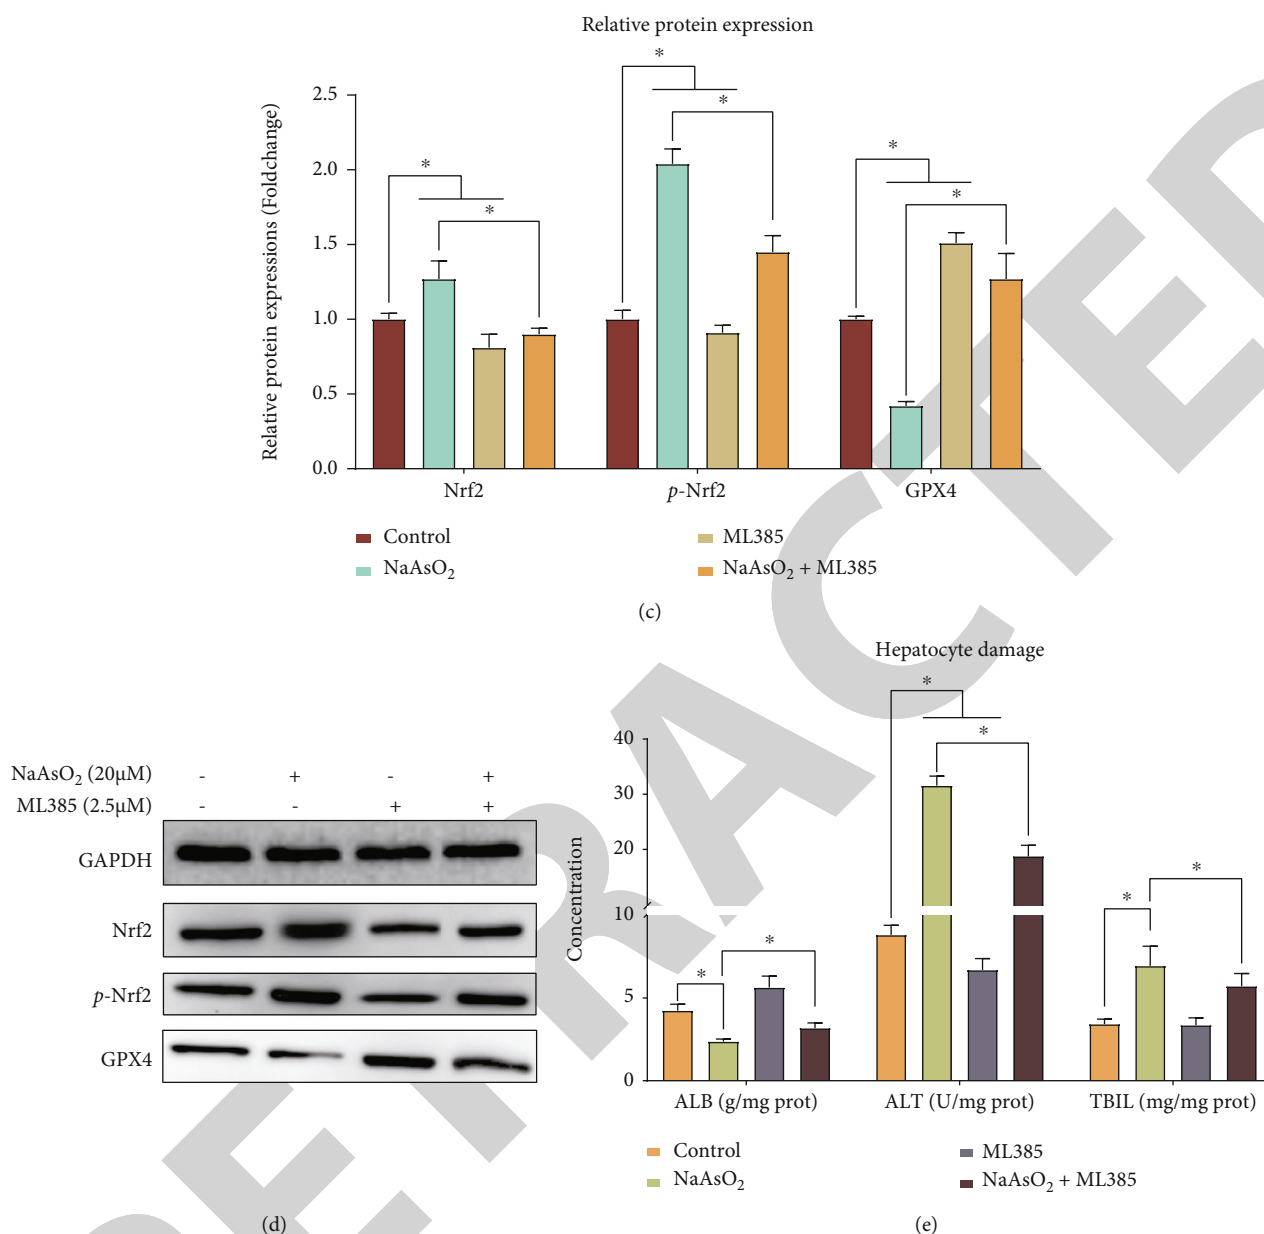 Relative protein expression
*
*
*
*
*
*
Relative protein expressions (Foldchange)
2.5
2.0
1.5
1.0
0.5
0.0
Nrf2
p-Nrf2
GPX4
Control
ML385
NaAsO2
NaAsO2 + ML385
(c)
NaAsO2 (20μM) - + - +
ML385 (2.5μM) - - + +
GAPDH
Nrf2
p-Nrf2
GPX4
(d)
Hepatocyte damage
*
*
*
*
*
*
Concentration
40
30
20
10
5
0
ALB (g/mg prot)
ALT (U/mg prot)
TBIL (mg/mg prot)
Control
ML385
NaAsO2
NaAsO2 + ML385
(e)
RETRACTED